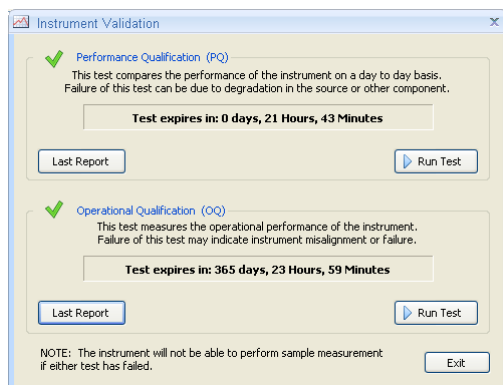 Instrument Validation
Performance Qualification (PQ)
This test compares the performance of the instrument on a day to day basis.
Failure of this test can be due to degradation in the source or other component.
Test expires in: 0 days, 21 Hours, 43 Minutes
Last Report
Run Test
Operational Qualification (OQ)
This test measures the operational performance of the instrument.
Failure of this test may indicate instrument misalignment or failure.
Test expires in: 365 days, 23 Hours, 59 Minutes
Last Report
Run Test
NOTE: The instrument will not be able to perform sample measurement
if either test has failed.
Exit